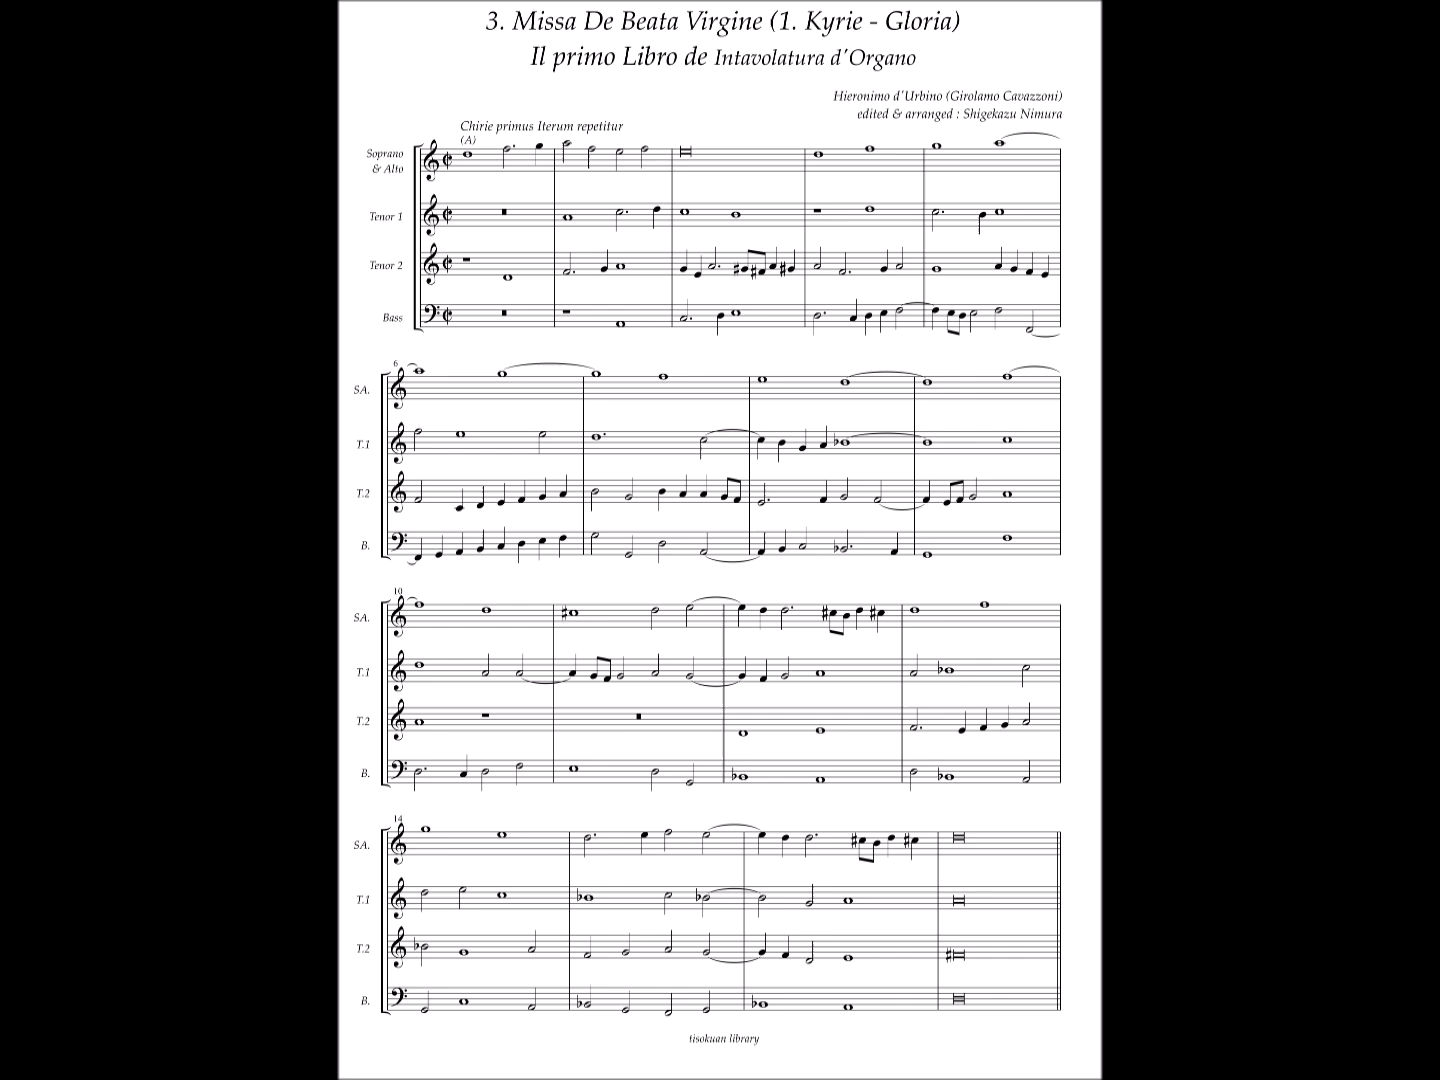 3. Missa De Beata Virgine (1. Kyrie - Gloria)
Il primo Libro de Intavolatura d'Organo
Hieronimo d'Urbino (Girolamo Cavazzoni)
edited & arranged : Shigekazu Nimura
Chirie primus Iterum repetitur
(A)
Soprano
& Alto
Tenor 1
Tenor 2
Bass
6
SA.
T.1
T.2
B.
10
SA.
T.1
T.2
B.
14
SA.
T.1
T.2
B.
tisokuan library